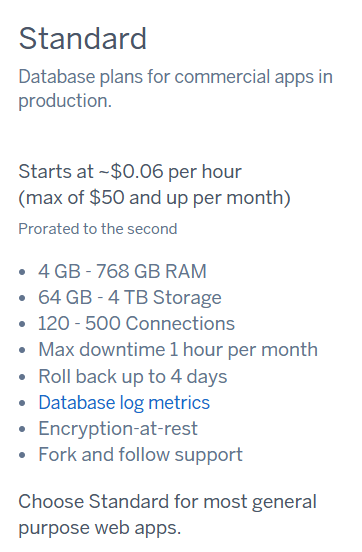 Standard
Database plans for commercial apps in
production.
Starts at ~$0.06 per hour
(max of $50 and up per month)
Prorated to the second
• 4 GB - 768 GB RAM
• 64 GB - 4 TB Storage
• 120 - 500 Connections
• Max downtime 1 hour per month
• Roll back up to 4 days
• Database log metrics
• Encryption-at-rest
• Fork and follow support
Choose Standard for most general
purpose web apps.